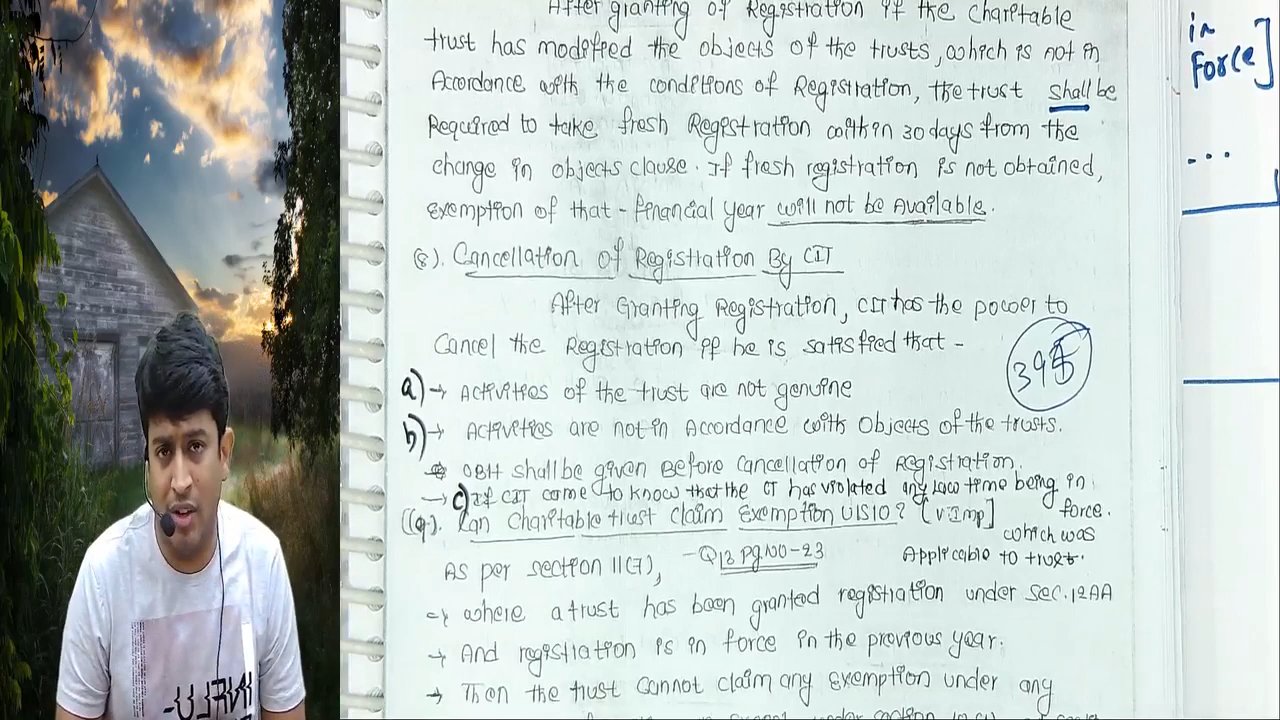 After granting of Registration if the charitable
trust has modified the objects of the trusts, which is not in
Accordance with the conditions of Registration, the trust shall be
Required to take fresh Registration within 30 days from the
change in objects clause. If fresh registration is not obtained,
exemption of that - financial year will not be Available.
(8). Cancellation of Registration By CIT
After Granting Registration, CIT has the power to
Cancel the Registration if he is satisfied that -
395
a) → Activities of the trust are not genuine
b) → Activities are not in Accordance with Objects of the trusts.
OBH shall be given Before cancellation of Registration.
→ c) If CIT come to know that the CT has violated any Law time being in
force.
which was
Applicable to trust.
(9). Can Charitable trust claim Exemption U/S 10? [V.Imp]
As per section 11(7), - Q13 Pg NO - 23
→ where a trust has been granted registration under sec. 12AA
→ And registration is in force in the previous year.
→ Then the trust cannot claim any exemption under any
in
Force]
...